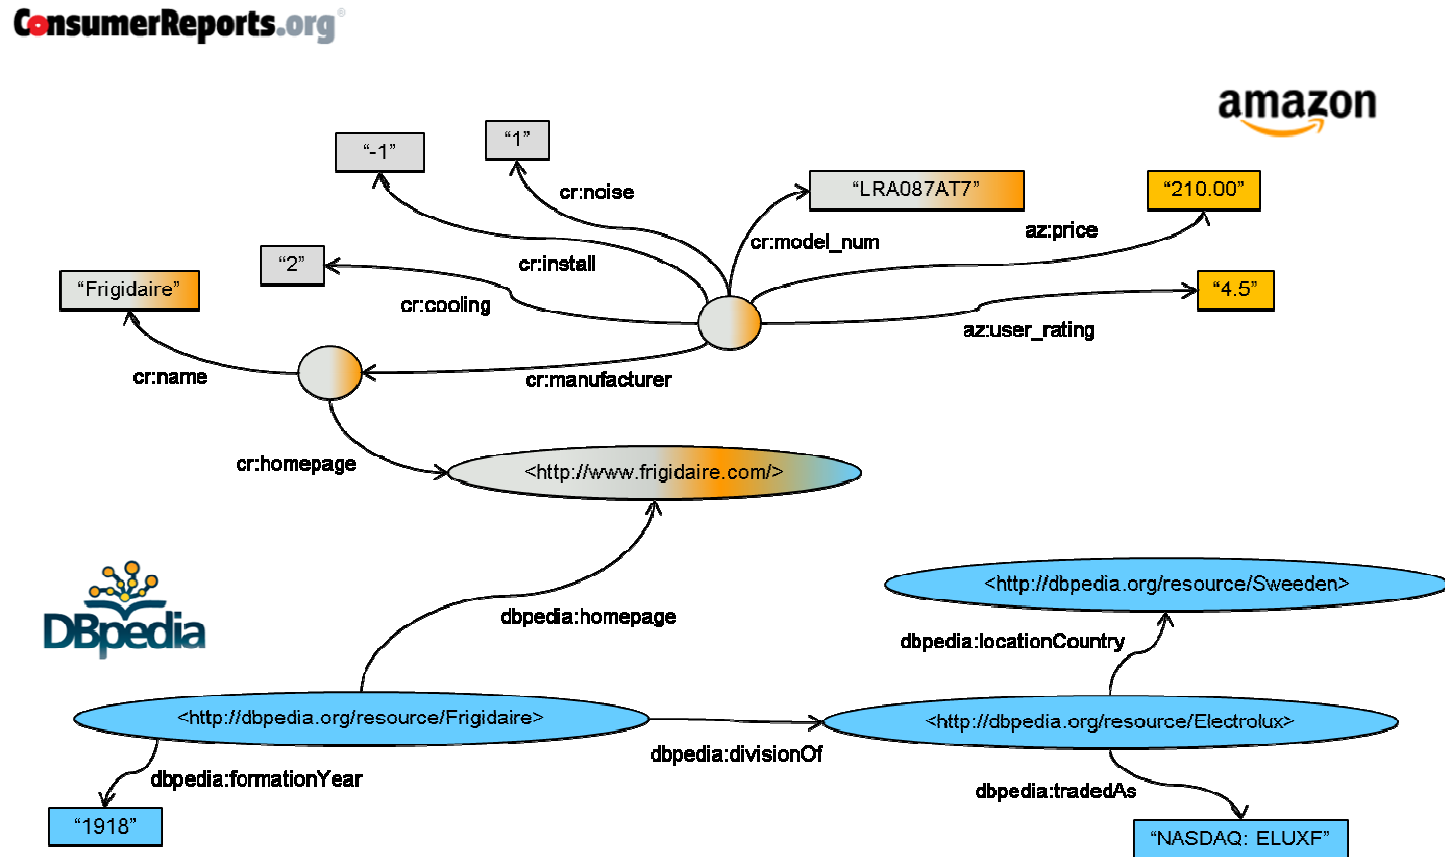 ConsumerReports.org®
amazon
"1"
"-1"
cr:noise
"LRA087AT7"
"210.00"
az:price
cr:model_num
cr:install
"2"
"Frigidaire"
"4.5"
cr:cooling
az:user_rating
cr:name
cr:manufacturer
cr:homepage
<http://www.frigidaire.com/>
<http://dbpedia.org/resource/Sweeden>
DBpedia
dbpedia:homepage
dbpedia:locationCountry
<http://dbpedia.org/resource/Frigidaire>
<http://dbpedia.org/resource/Electrolux>
dbpedia:divisionOf
dbpedia:formationYear
dbpedia:tradedAs
"1918"
"NASDAQ: ELUXF"